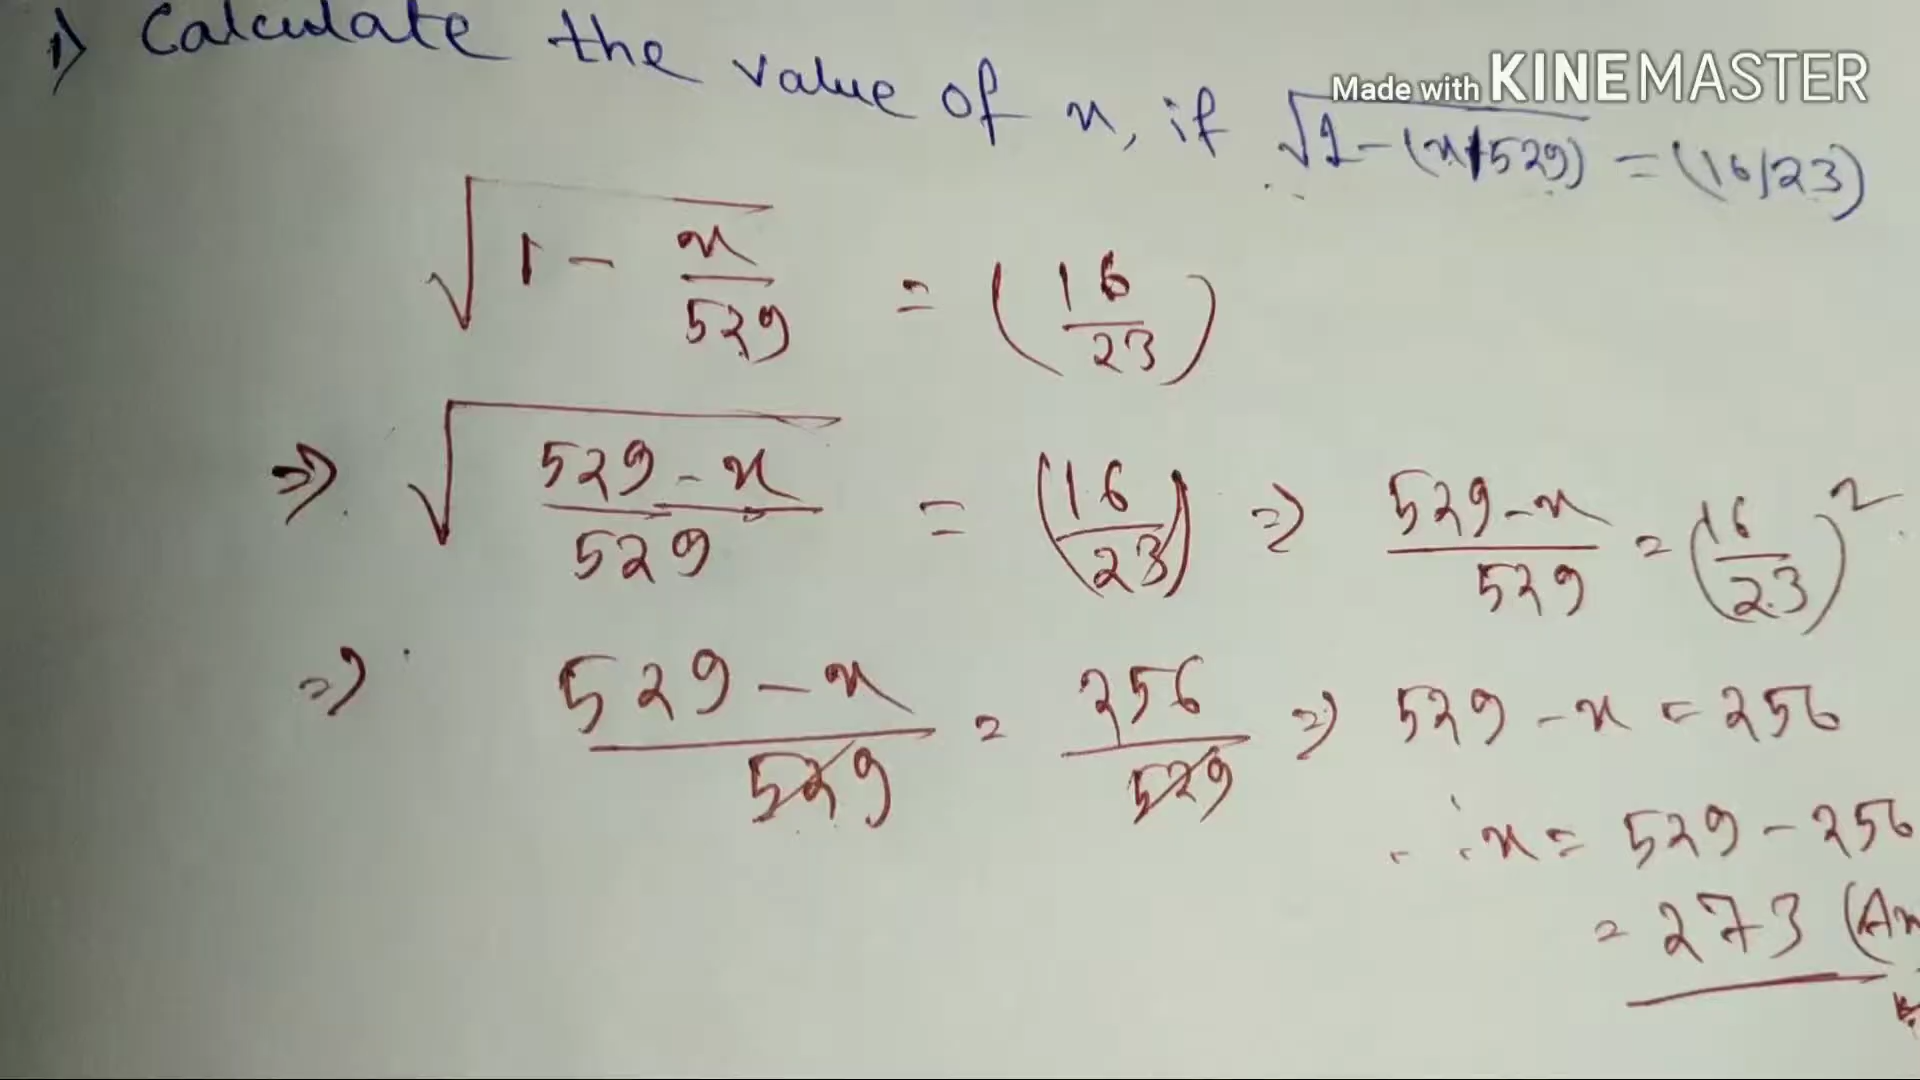 1) Calculate the value of x, if √1-(x/529) = (16/23)
Made with KINEMASTER
√1 - x/529 = (16/23)
⇒ √529-x/529 = (16/23) ⇒ 529-x/529 = (16/23)²
⇒ 529-x/529 = 256/529 ⇒ 529-x = 256
∴ x = 529-256
= 273 (An